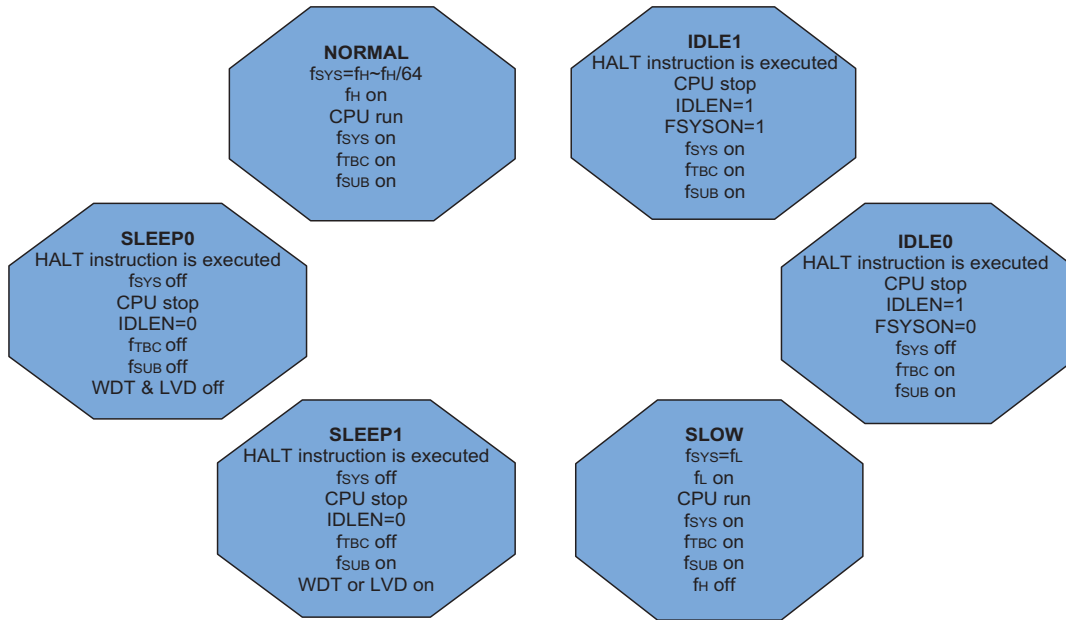 NORMAL
fSYS=fH~fH/64
fH on
CPU run
fSYS on
fTBC on
fSUB on
IDLE1
HALT instruction is executed
CPU stop
IDLEN=1
FSYSON=1
fSYS on
fTBC on
fSUB on
SLEEP0
HALT instruction is executed
fSYS off
CPU stop
IDLEN=0
fTBC off
fSUB off
WDT & LVD off
IDLE0
HALT instruction is executed
CPU stop
IDLEN=1
FSYSON=0
fSYS off
fTBC on
fSUB on
SLEEP1
HALT instruction is executed
fSYS off
CPU stop
IDLEN=0
fTBC off
fSUB on
WDT or LVD on
SLOW
fSYS=fL
fL on
CPU run
fSYS on
fTBC on
fSUB on
fH off